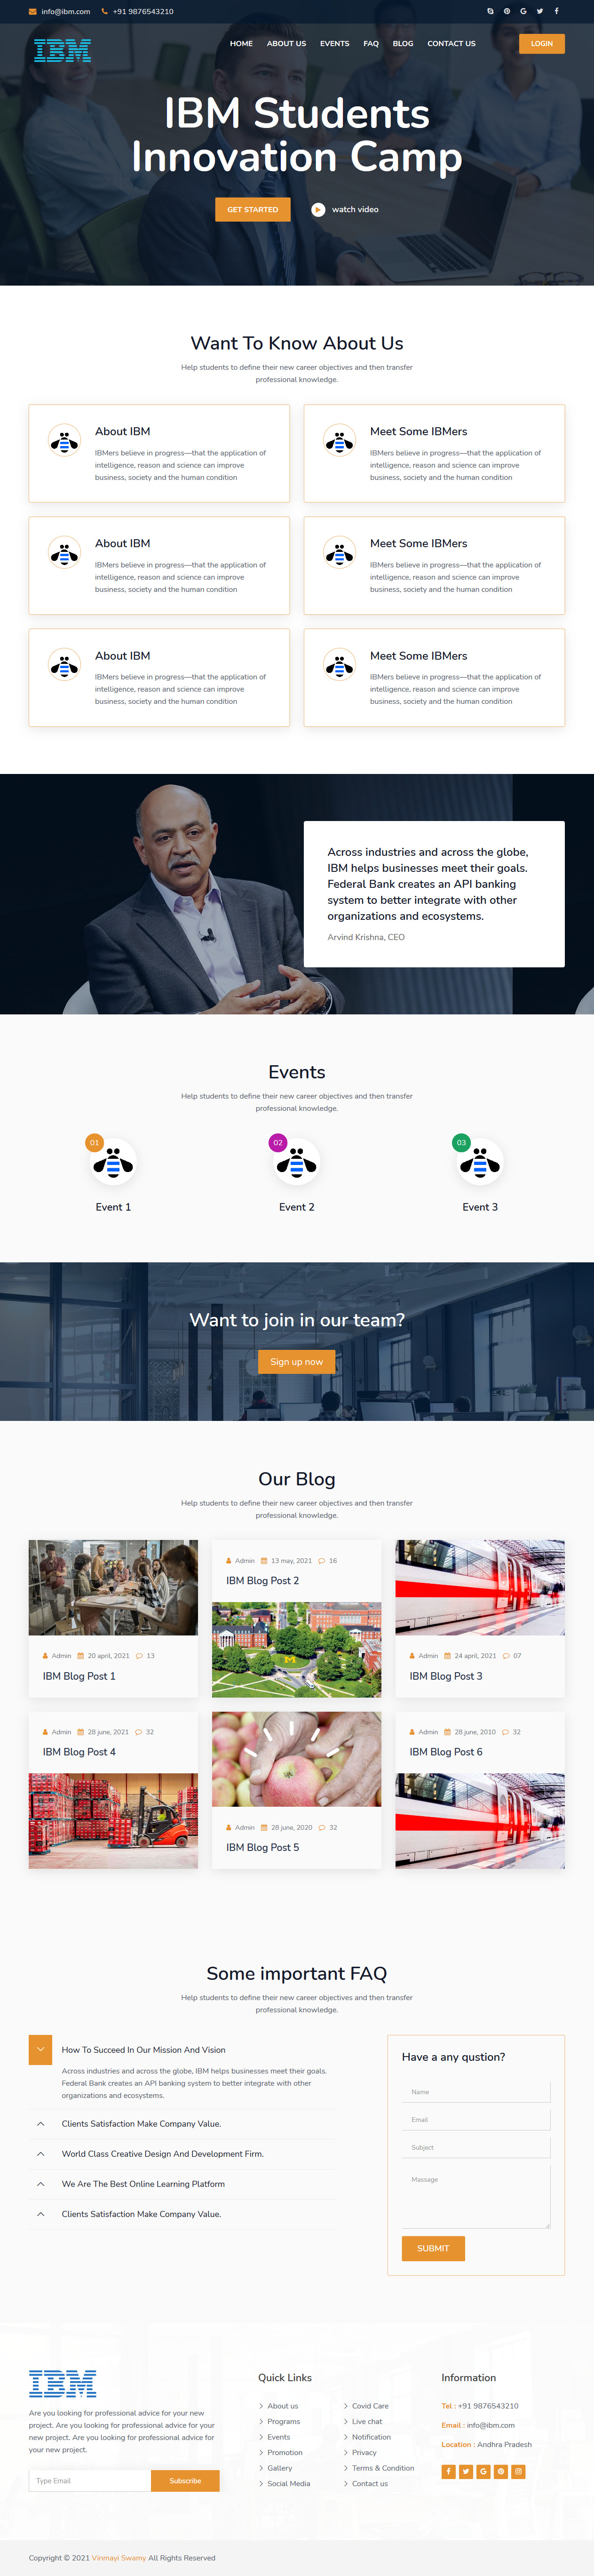 info@ibm.com +91 9876543210
IBM HOME ABOUT US EVENTS FAQ BLOG CONTACT US LOGIN
IBM Students
Innovation Camp
GET STARTED watch video
Want To Know About Us
Help students to define their new career objectives and then transfer
professional knowledge.
About IBM
IBMers believe in progress—that the application of
intelligence, reason and science can improve
business, society and the human condition
Meet Some IBMers
IBMers believe in progress—that the application of
intelligence, reason and science can improve
business, society and the human condition
About IBM
IBMers believe in progress—that the application of
intelligence, reason and science can improve
business, society and the human condition
Meet Some IBMers
IBMers believe in progress—that the application of
intelligence, reason and science can improve
business, society and the human condition
About IBM
IBMers believe in progress—that the application of
intelligence, reason and science can improve
business, society and the human condition
Meet Some IBMers
IBMers believe in progress—that the application of
intelligence, reason and science can improve
business, society and the human condition
Across industries and across the globe,
IBM helps businesses meet their goals.
Federal Bank creates an API banking
system to better integrate with other
organizations and ecosystems.
Arvind Krishna, CEO
Events
Help students to define their new career objectives and then transfer
professional knowledge.
01
Event 1
02
Event 2
03
Event 3
Want to join in our team?
Sign up now
Our Blog
Help students to define their new career objectives and then transfer
professional knowledge.
Admin 20 april, 2021 13
IBM Blog Post 1
Admin 13 may, 2021 16
IBM Blog Post 2
M
Admin 24 april, 2021 07
IBM Blog Post 3
Admin 28 june, 2021 32
IBM Blog Post 4
Admin 28 june, 2020 32
IBM Blog Post 5
Admin 28 june, 2010 32
IBM Blog Post 6
Some important FAQ
Help students to define their new career objectives and then transfer
professional knowledge.
How To Succeed In Our Mission And Vision
Across industries and across the globe, IBM helps businesses meet their goals.
Federal Bank creates an API banking system to better integrate with other
organizations and ecosystems.
Clients Satisfaction Make Company Value.
World Class Creative Design And Development Firm.
We Are The Best Online Learning Platform
Clients Satisfaction Make Company Value.
Have a any qustion?
Name
Email
Subject
Massage
SUBMIT
IBM
Are you looking for professional advice for your new
project. Are you looking for professional advice for your
new project. Are you looking for professional advice for
your new project.
Type Email Subscribe
Quick Links
About us
Programs
Events
Promotion
Gallery
Social Media
Covid Care
Live chat
Notification
Privacy
Terms & Condition
Contact us
Information
Tel : +91 9876543210
Email : info@ibm.com
Location : Andhra Pradesh
Copyright © 2021 Vinmayi Swamy All Rights Reserved